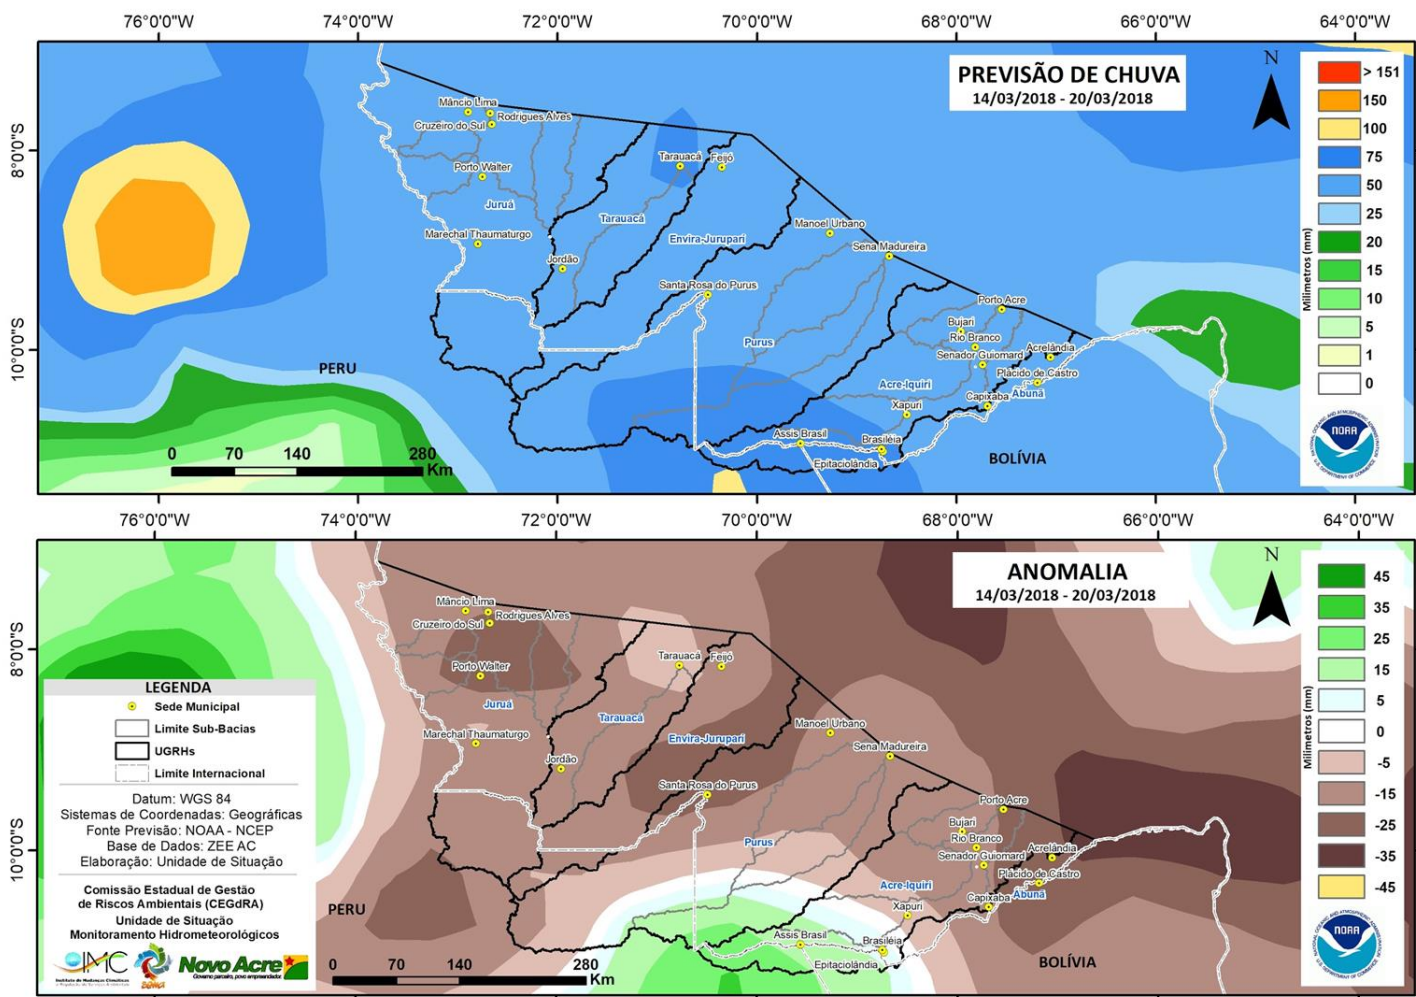 76°0'0"W 74°0'0"W 72°0'0"W 70°0'0"W 68°0'0"W 66°0'0"W 64°0'0"W
8°0'0"S
10°0'0"S
PREVISÃO DE CHUVA
14/03/2018 - 20/03/2018
N
> 151
150
100
75
50
25
20
15
10
5
1
0
Milímetros (mm)
NOAA
Mâncio Lima
Rodrigues Alves
Cruzeiro do Sul
Porto Walter
Juruá
Marechal Thaumaturgo
Jordão
Tarauacá
Feijó
Tarauacá
Envira-Jurupari
Santa Rosa do Purus
Manoel Urbano
Sena Madureira
Purus
Porto Acre
Bujari
Rio Branco
Senador Guiomard
Acrelândia
Plácido de Castro
Acre-Iquiri
Abunã
Capixaba
Xapuri
Assis Brasil
Brasiléia
Epitaciolândia
PERU
BOLÍVIA
0 70 140 280
Km
76°0'0"W 74°0'0"W 72°0'0"W 70°0'0"W 68°0'0"W 66°0'0"W 64°0'0"W
8°0'0"S
10°0'0"S
ANOMALIA
14/03/2018 - 20/03/2018
N
45
35
25
15
5
0
-5
-15
-25
-35
-45
Milímetros (mm)
NOAA
Mâncio Lima
Rodrigues Alves
Cruzeiro do Sul
Porto Walter
Juruá
Marechal Thaumaturgo
Jordão
Tarauacá
Feijó
Tarauacá
Envira-Jurupari
Santa Rosa do Purus
Manoel Urbano
Sena Madureira
Purus
Porto Acre
Bujari
Rio Branco
Senador Guiomard
Acrelândia
Plácido de Castro
Acre-Iquiri
Abunã
Capixaba
Xapuri
Assis Brasil
Brasiléia
Epitaciolândia
PERU
BOLÍVIA
0 70 140 280
Km
LEGENDA
Sede Municipal
Limite Sub-Bacias
UGRHs
Limite Internacional
Datum: WGS 84
Sistemas de Coordenadas: Geográficas
Fonte Previsão: NOAA - NCEP
Base de Dados: ZEE AC
Elaboração: Unidade de Situação
Comissão Estadual de Gestão
de Riscos Ambientais (CEGdRA)
Unidade de Situação
Monitoramento Hidrometeorológicos
IMC
SEMA
Novo Acre
Governo parceiro, povo empreendedor